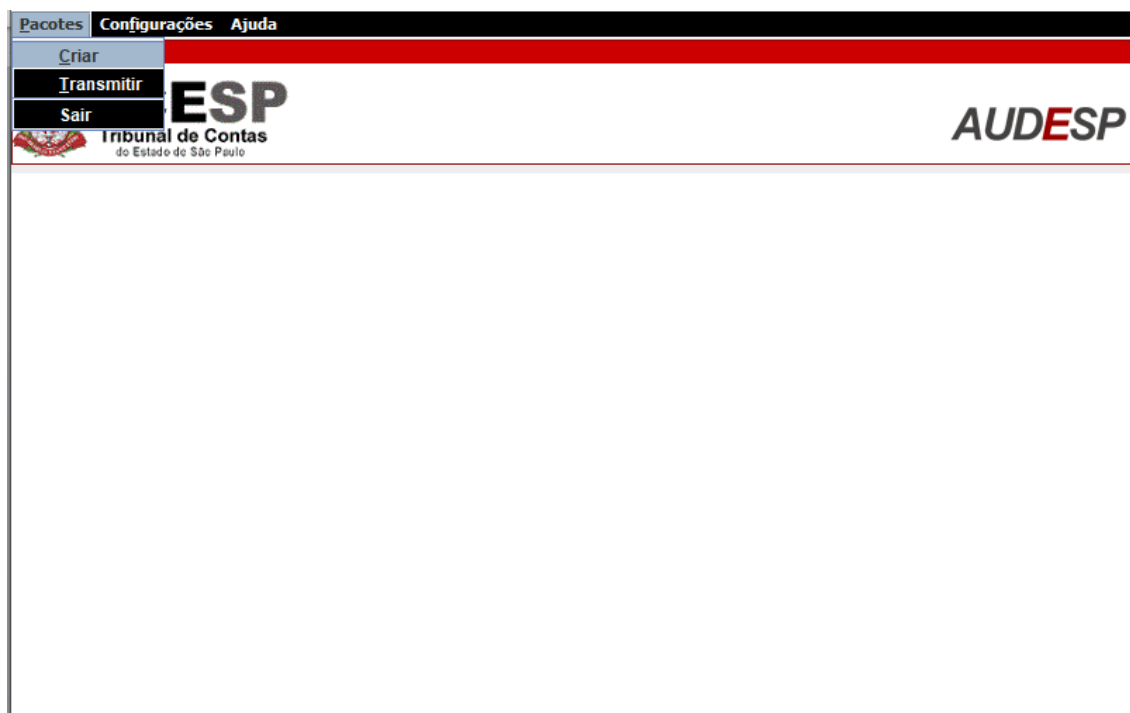 Pacotes Configurações Ajuda
Criar
Transmitir
Sair
ESP
Tribunal de Contas
do Estado de São Paulo
AUDESP